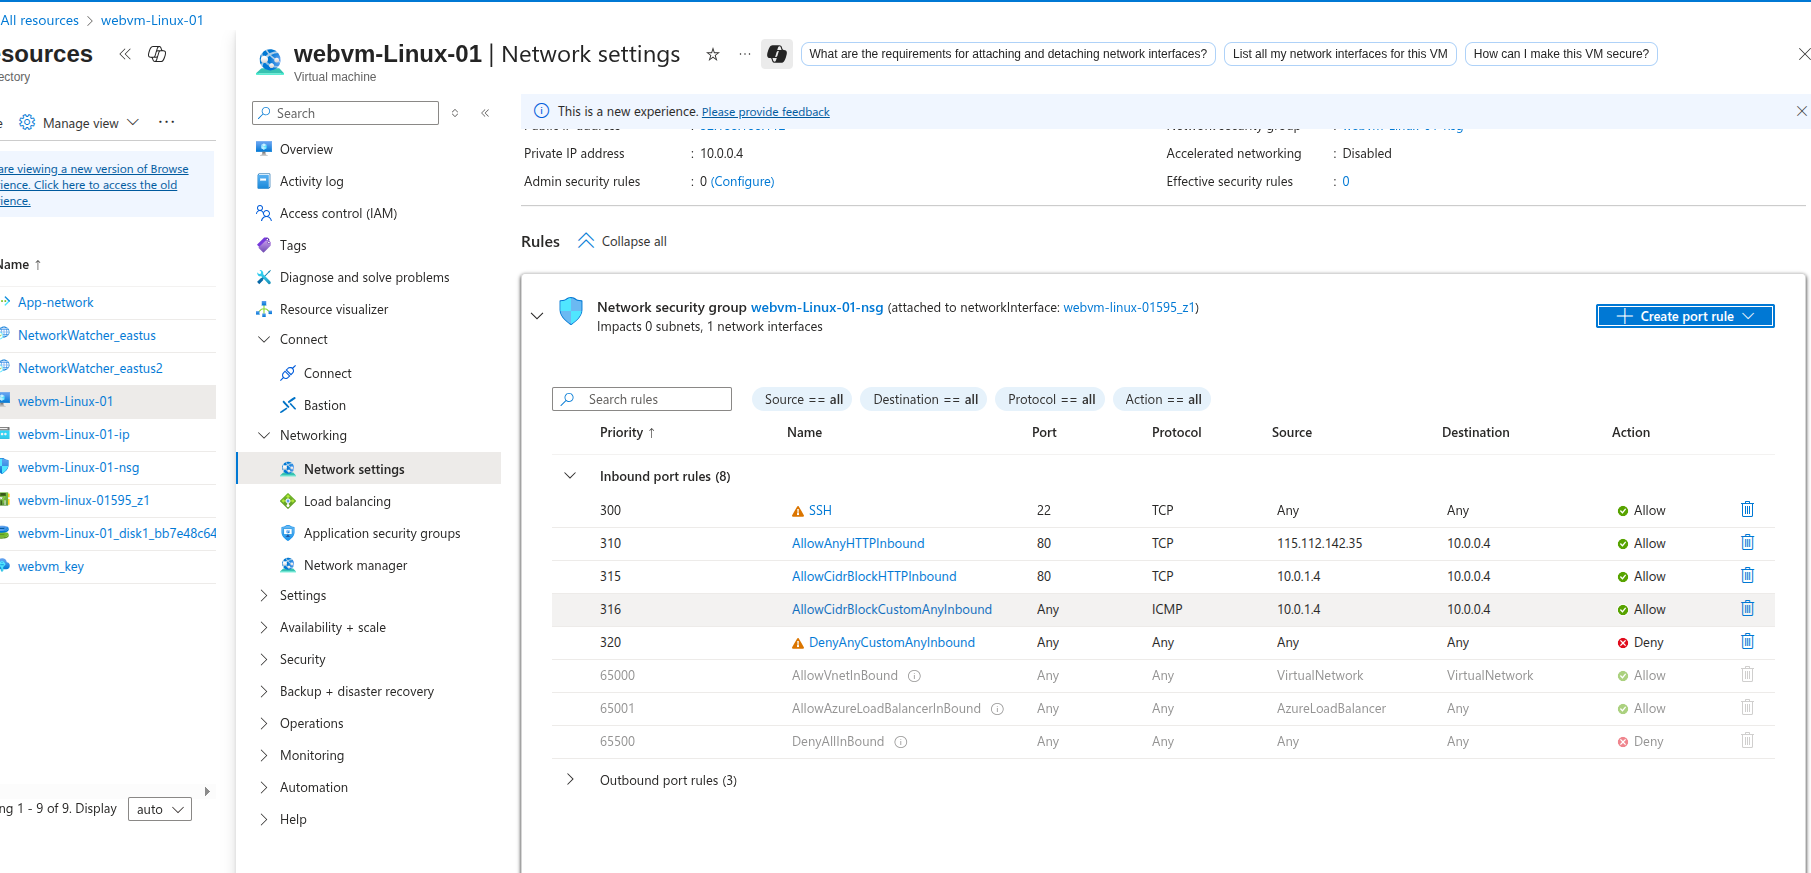 All resources > webvm-Linux-01
sources
ectory
Manage view
are viewing a new version of Browse
ience. Click here to access the old
ience.
Name ↑
App-network
NetworkWatcher_eastus
NetworkWatcher_eastus2
webvm-Linux-01
webvm-Linux-01-ip
webvm-Linux-01-nsg
webvm-linux-01595_z1
webvm-Linux-01_disk1_bb7e48c64
webvm_key
ng 1 - 9 of 9. Display auto
webvm-Linux-01 | Network settings
Virtual machine
What are the requirements for attaching and detaching network interfaces?
List all my network interfaces for this VM
How can I make this VM secure?
Search
Overview
Activity log
Access control (IAM)
Tags
Diagnose and solve problems
Resource visualizer
Connect
Connect
Bastion
Networking
Network settings
Load balancing
Application security groups
Network manager
Settings
Availability + scale
Security
Backup + disaster recovery
Operations
Monitoring
Automation
Help
This is a new experience. Please provide feedback
Private IP address : 10.0.0.4
Accelerated networking : Disabled
Admin security rules : 0 (Configure)
Effective security rules : 0
Rules Collapse all
Network security group webvm-Linux-01-nsg (attached to networkInterface: webvm-linux-01595_z1)
Impacts 0 subnets, 1 network interfaces
Create port rule
Search rules
Source == all
Destination == all
Protocol == all
Action == all
Priority ↑ Name Port Protocol Source Destination Action
Inbound port rules (8)
300 SSH 22 TCP Any Any Allow
310 AllowAnyHTTPInbound 80 TCP 115.112.142.35 10.0.0.4 Allow
315 AllowCidrBlockHTTPInbound 80 TCP 10.0.1.4 10.0.0.4 Allow
316 AllowCidrBlockCustomAnyInbound Any ICMP 10.0.1.4 10.0.0.4 Allow
320 DenyAnyCustomAnyInbound Any Any Any Any Deny
65000 AllowVnetInBound Any Any VirtualNetwork VirtualNetwork Allow
65001 AllowAzureLoadBalancerInBound Any Any AzureLoadBalancer Any Allow
65500 DenyAllInBound Any Any Any Any Deny
Outbound port rules (3)